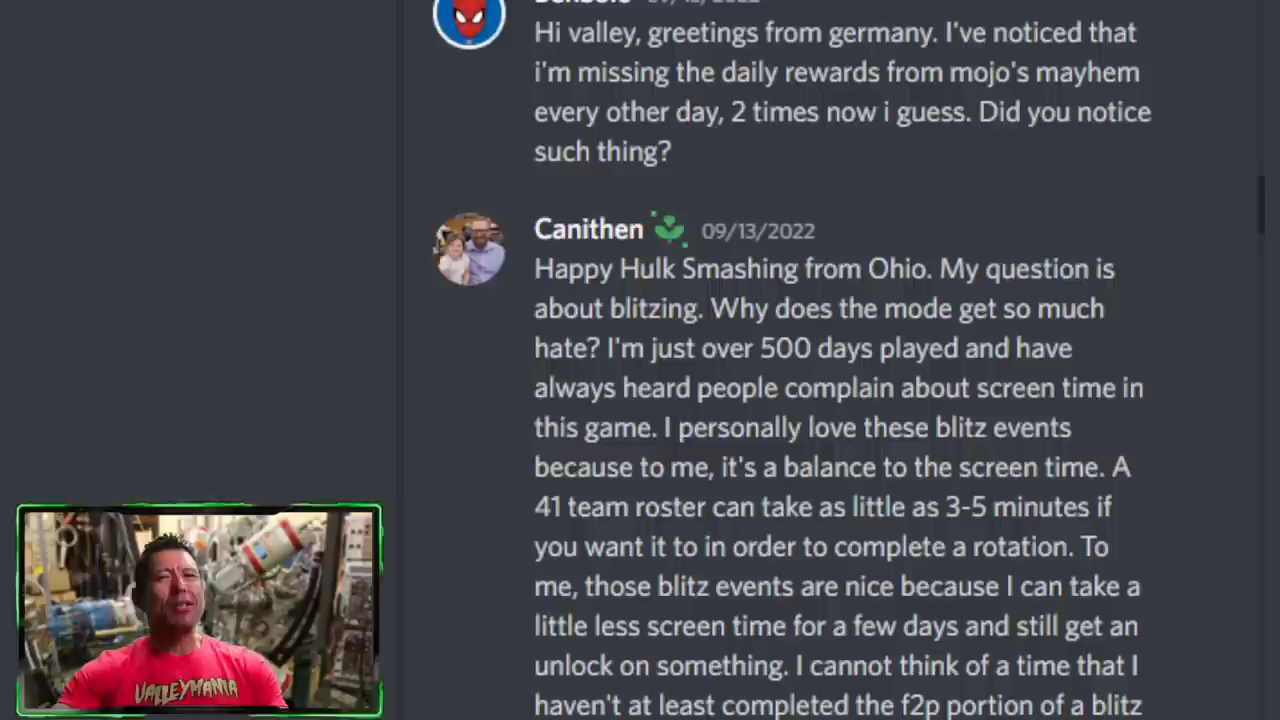 09/13/2022
Hi valley, greetings from germany. I've noticed that
i'm missing the daily rewards from mojo's mayhem
every other day, 2 times now i guess. Did you notice
such thing?
Canithen 09/13/2022
Happy Hulk Smashing from Ohio. My question is
about blitzing. Why does the mode get so much
hate? I'm just over 500 days played and have
always heard people complain about screen time in
this game. I personally love these blitz events
because to me, it's a balance to the screen time. A
41 team roster can take as little as 3-5 minutes if
you want it to in order to complete a rotation. To
me, those blitz events are nice because I can take a
little less screen time for a few days and still get an
unlock on something. I cannot think of a time that I
haven't at least completed the f2p portion of a blitz
VALLEYMANIA